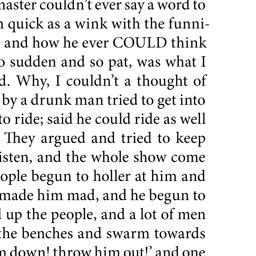 master couldn't ever say a word to
quick as a wink with the funni-
and how he ever COULD think
sudden and so pat, was what I
Why, I couldn't a thought of
by a drunk man tried to get into
to ride; said he could ride as well
They argued and tried to keep
listen, and the whole show come
people begun to holler at him and
made him mad, and he begun to
up the people, and a lot of men
the benches and swarm towards
down! throw him out!' and one